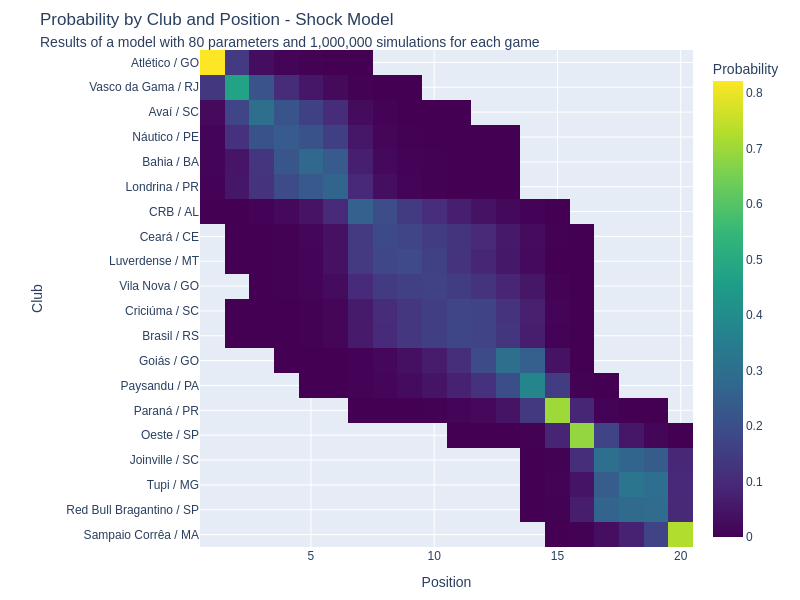 Probability by Club and Position - Shock Model
Results of a model with 80 parameters and 1,000,000 simulations for each game
Probability
Atlético / GO
Vasco da Gama / RJ
Avaí / SC
Náutico / PE
Bahia / BA
Londrina / PR
CRB / AL
Ceará / CE
Luverdense / MT
Vila Nova / GO
Criciúma / SC
Brasil / RS
Goiás / GO
Paysandu / PA
Paraná / PR
Oeste / SP
Joinville / SC
Tupi / MG
Red Bull Bragantino / SP
Sampaio Corrêa / MA
Club
5
10
15
20
Position
0.8
0.7
0.6
0.5
0.4
0.3
0.2
0.1
0